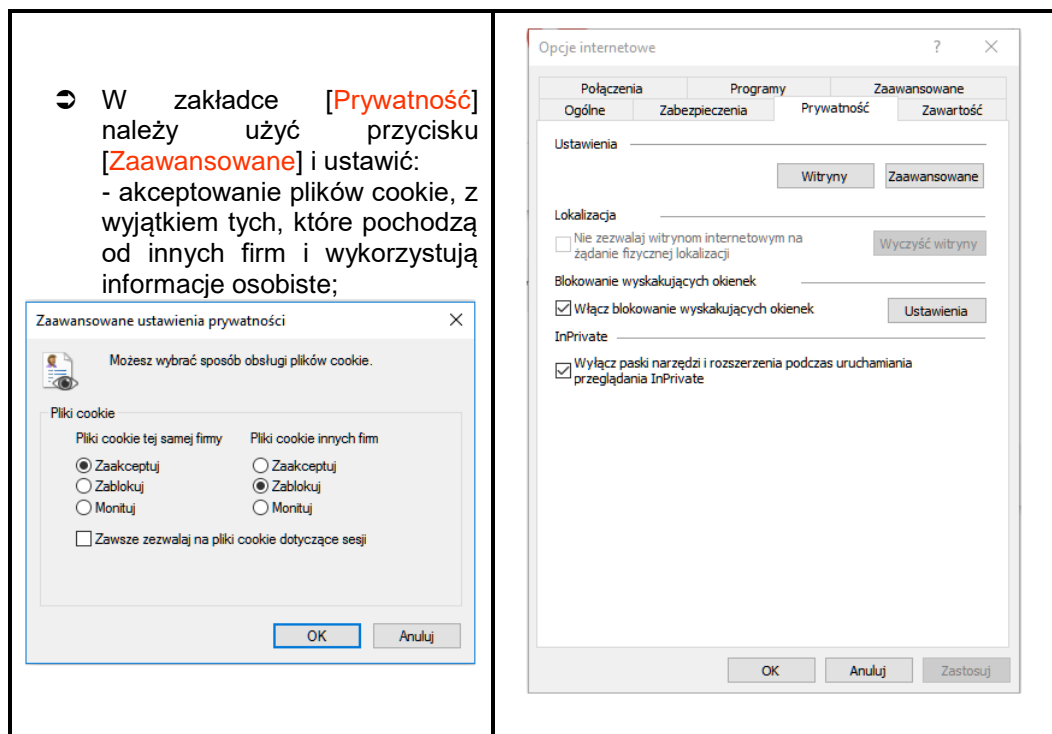 ➲ W zakładce [Prywatność]
należy użyć przycisku
[Zaawansowane] i ustawić:
- akceptowanie plików cookie, z
wyjątkiem tych, które pochodzą
od innych firm i wykorzystują
informacje osobiste;
Zaawansowane ustawienia prywatności
Możesz wybrać sposób obsługi plików cookie.
Pliki cookie
Pliki cookie tej samej firmy Pliki cookie innych firm
Zaakceptuj Zaakceptuj
Zablokuj Zablokuj
Monituj Monituj
Zawsze zezwalaj na pliki cookie dotyczące sesji
OK Anuluj
Opcje internetowe ?
Połączenia Programy Zaawansowane
Ogólne Zabezpieczenia Prywatność Zawartość
Ustawienia
Witryny Zaawansowane
Lokalizacja
Nie zezwalaj witrynom internetowym na
żądanie fizycznej lokalizacji
Wyczyść witryny
Blokowanie wyskakujących okienek
Włącz blokowanie wyskakujących okienek Ustawienia
InPrivate
Wyłącz paski narzędzi i rozszerzenia podczas uruchamiania
przeglądania InPrivate
OK Anuluj Zastosuj